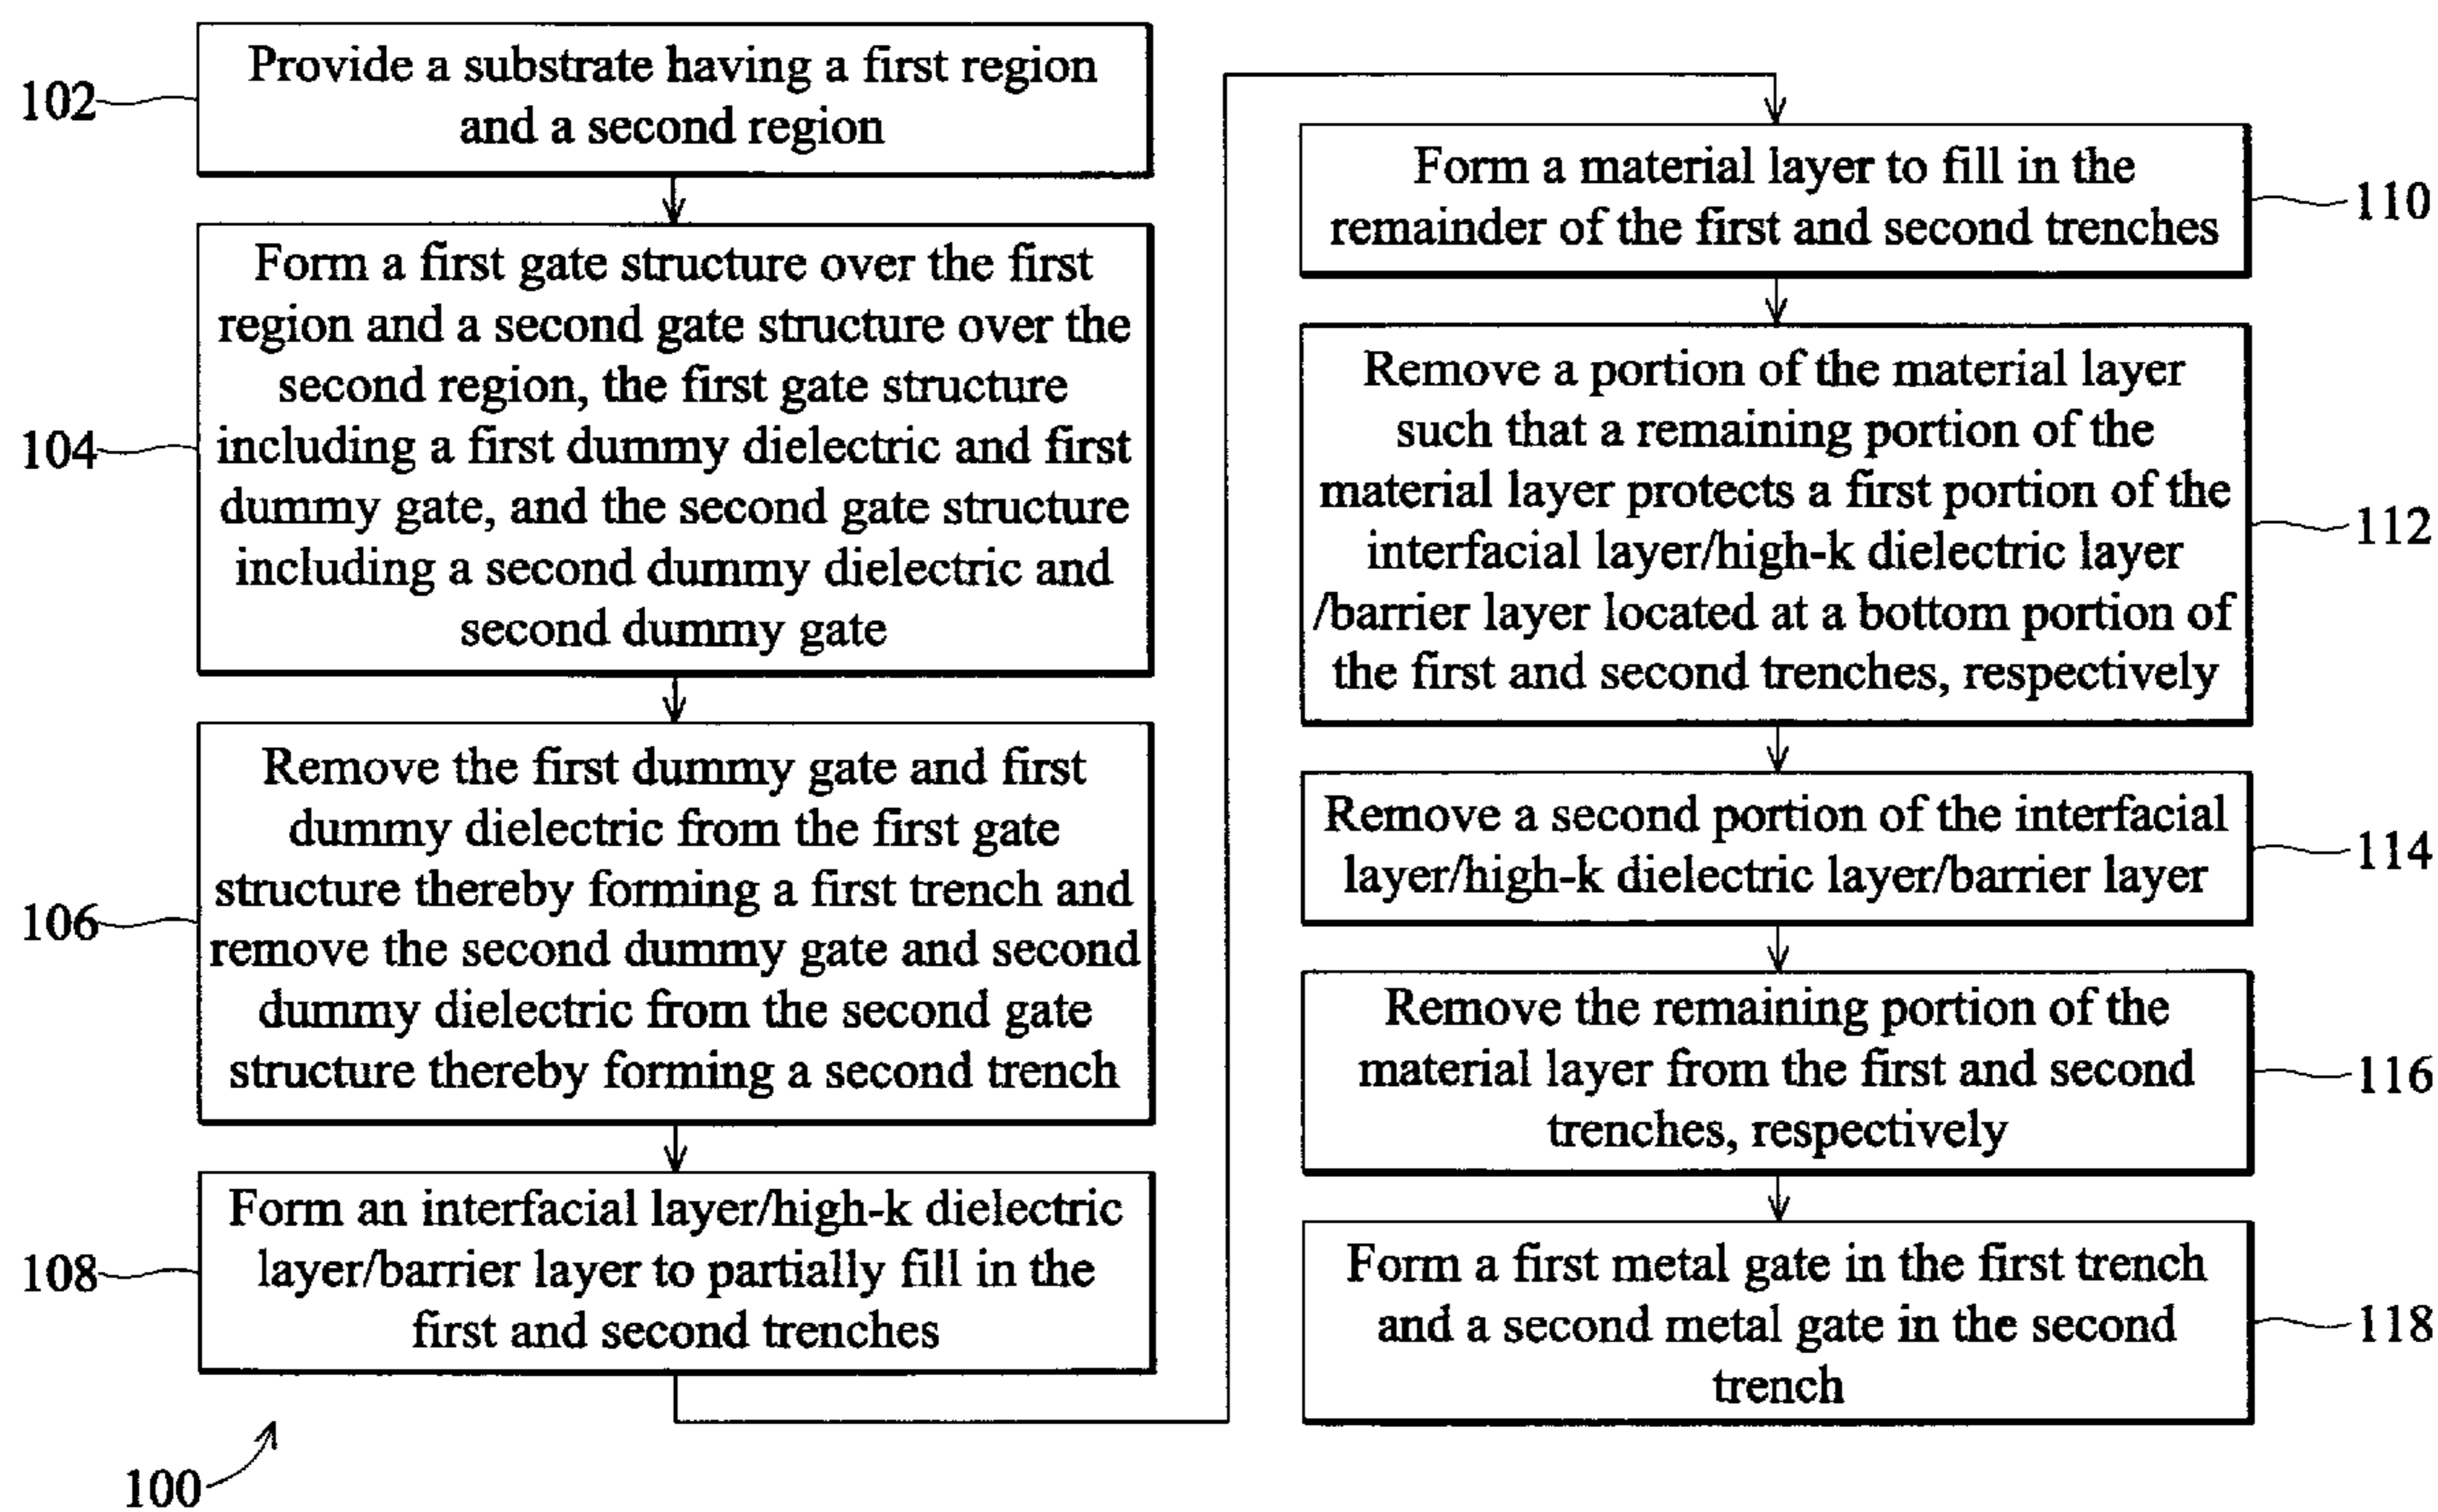 102
Provide a substrate having a first region
and a second region
104
Form a first gate structure over the first
region and a second gate structure over the
second region, the first gate structure
including a first dummy dielectric and first
dummy gate, and the second gate structure
including a second dummy dielectric and
second dummy gate
106
Remove the first dummy gate and first
dummy dielectric from the first gate
structure thereby forming a first trench and
remove the second dummy gate and second
dummy dielectric from the second gate
structure thereby forming a second trench
108
Form an interfacial layer/high-k dielectric
layer/barrier layer to partially fill in the
first and second trenches
100
Form a material layer to fill in the
remainder of the first and second trenches
110
Remove a portion of the material layer
such that a remaining portion of the
material layer protects a first portion of the
interfacial layer/high-k dielectric layer
/barrier layer located at a bottom portion of
the first and second trenches, respectively
112
Remove a second portion of the interfacial
layer/high-k dielectric layer/barrier layer
114
Remove the remaining portion of the
material layer from the first and second
trenches, respectively
116
Form a first metal gate in the first trench
and a second metal gate in the second
trench
118